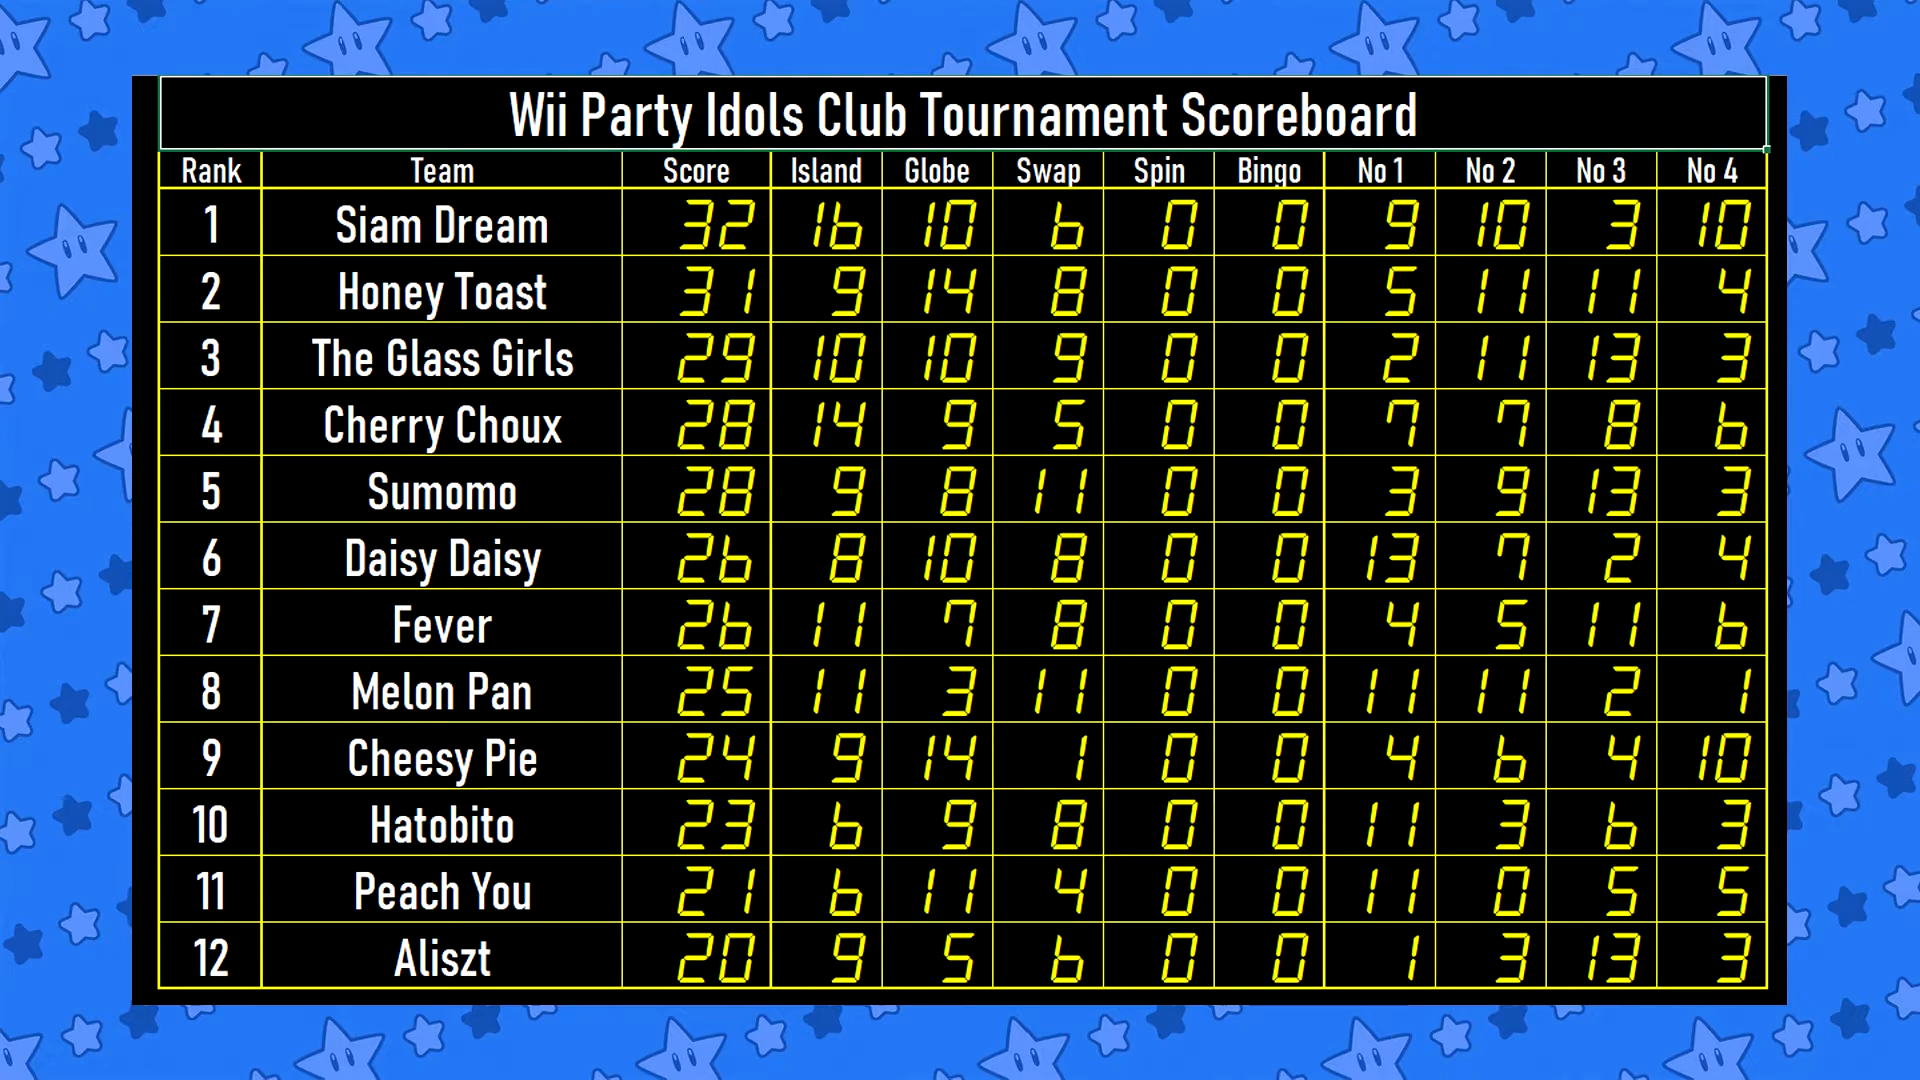 Wii Party Idols Club Tournament Scoreboard
Rank Team Score Island Globe Swap Spin Bingo No 1 No 2 No 3 No 4
1 Siam Dream 32 16 10 6 0 0 9 10 3 10
2 Honey Toast 31 9 14 8 0 0 5 11 11 4
3 The Glass Girls 29 10 10 9 0 0 2 11 13 3
4 Cherry Choux 28 14 9 5 0 0 7 7 8 6
5 Sumomo 28 9 8 11 0 0 3 9 13 3
6 Daisy Daisy 26 8 10 8 0 0 13 7 2 4
7 Fever 26 11 7 8 0 0 4 5 11 6
8 Melon Pan 25 11 3 11 0 0 11 11 2 1
9 Cheesy Pie 24 9 14 1 0 0 4 6 4 10
10 Hatobito 23 6 9 8 0 0 11 3 6 3
11 Peach You 21 6 11 4 0 0 11 0 5 5
12 Aliszt 20 9 5 6 0 0 1 3 13 3